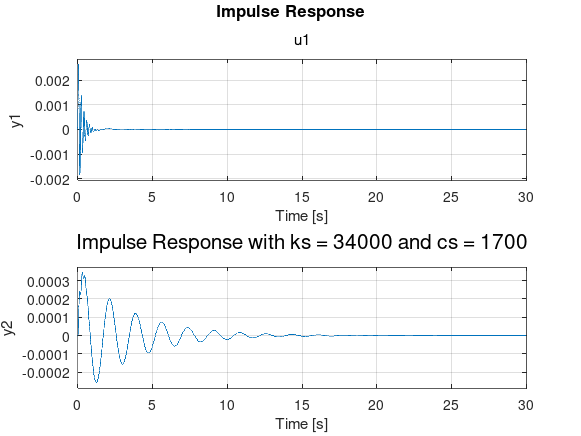 Impulse Response
u1
0.002
0.001
0
-0.001
-0.002
y1
0 5 10 15 20 25 30
Time [s]
Impulse Response with ks = 34000 and cs = 1700
0.0003
0.0002
0.0001
0
-0.0001
-0.0002
y2
0 5 10 15 20 25 30
Time [s]